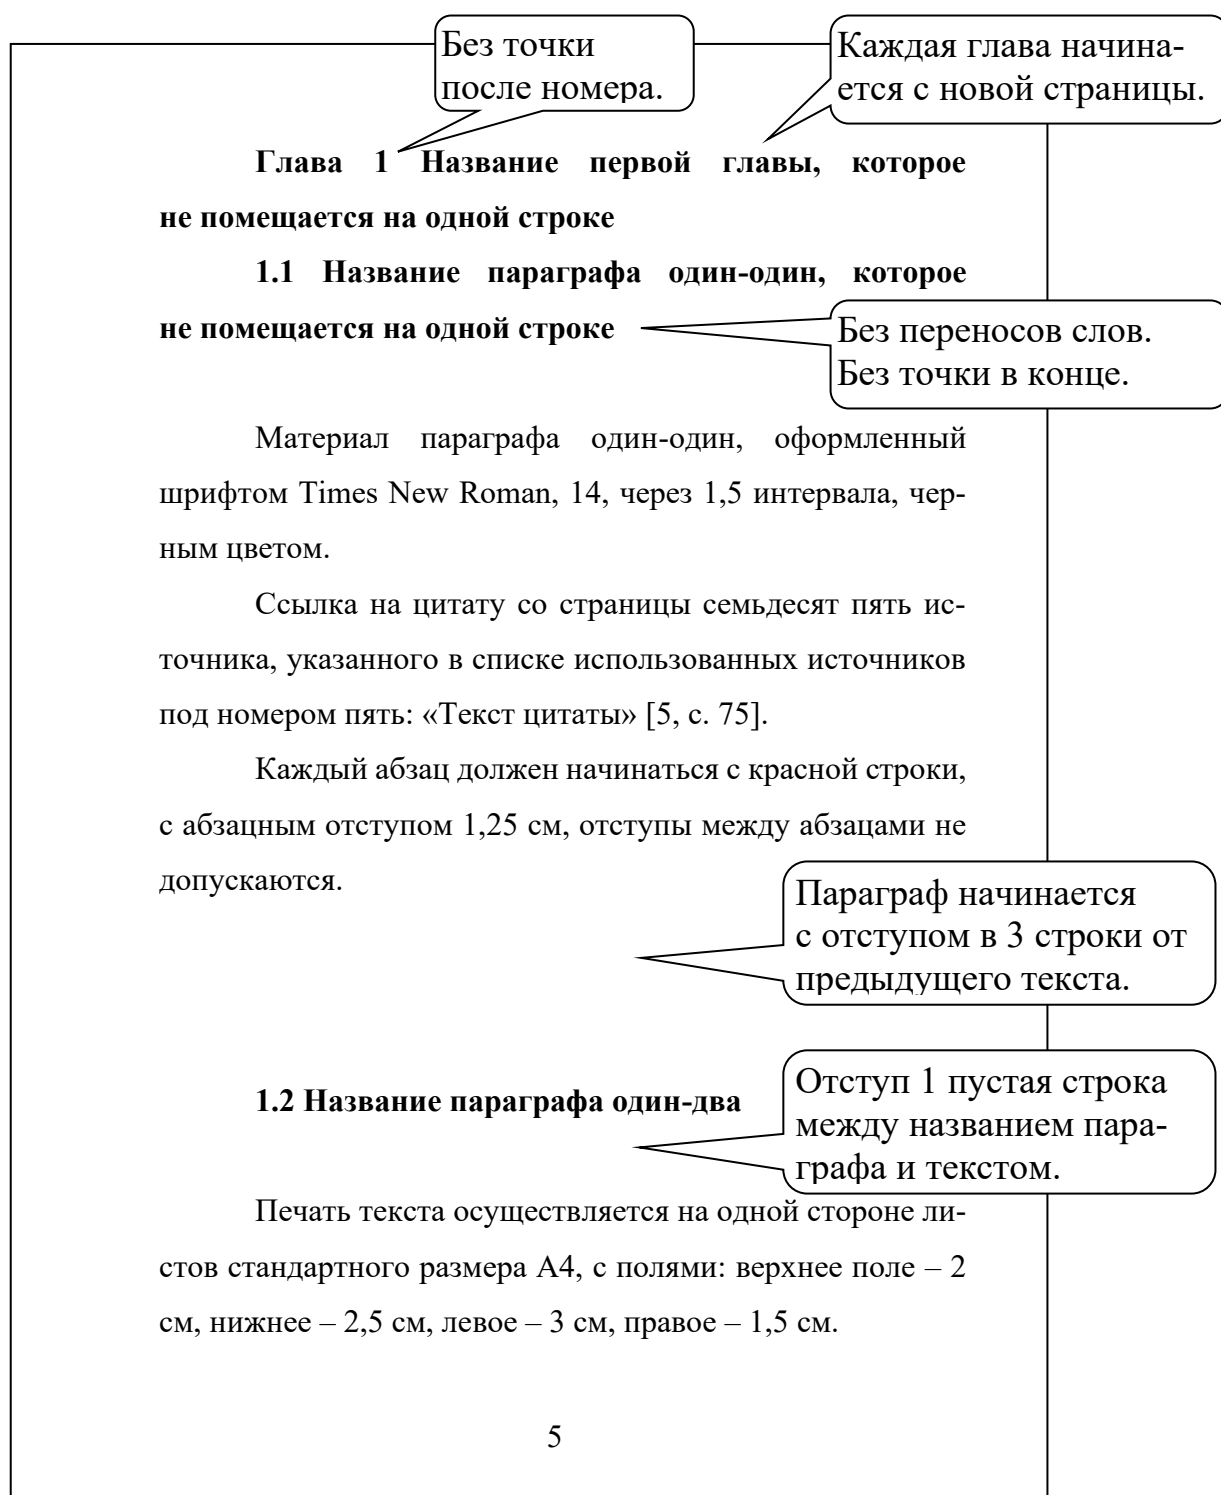 Без точки
после номера.
Каждая глава начина-
ется с новой страницы.
Глава 1 Название первой главы, которое
не помещается на одной строке
1.1 Название параграфа один-один, которое
не помещается на одной строке
Без переносов слов.
Без точки в конце.
Материал параграфа один-один, оформленный
шрифтом Times New Roman, 14, через 1,5 интервала, чер-
ным цветом.
Ссылка на цитату со страницы семьдесят пять ис-
точника, указанного в списке использованных источников
под номером пять: «Текст цитаты» [5, с. 75].
Каждый абзац должен начинаться с красной строки,
с абзацным отступом 1,25 см, отступы между абзацами не
допускаются.
Параграф начинается
с отступом в 3 строки от
предыдущего текста.
1.2 Название параграфа один-два
Отступ 1 пустая строка
между названием пара-
графа и текстом.
Печать текста осуществляется на одной стороне ли-
стов стандартного размера А4, с полями: верхнее поле – 2
см, нижнее – 2,5 см, левое – 3 см, правое – 1,5 см.
5